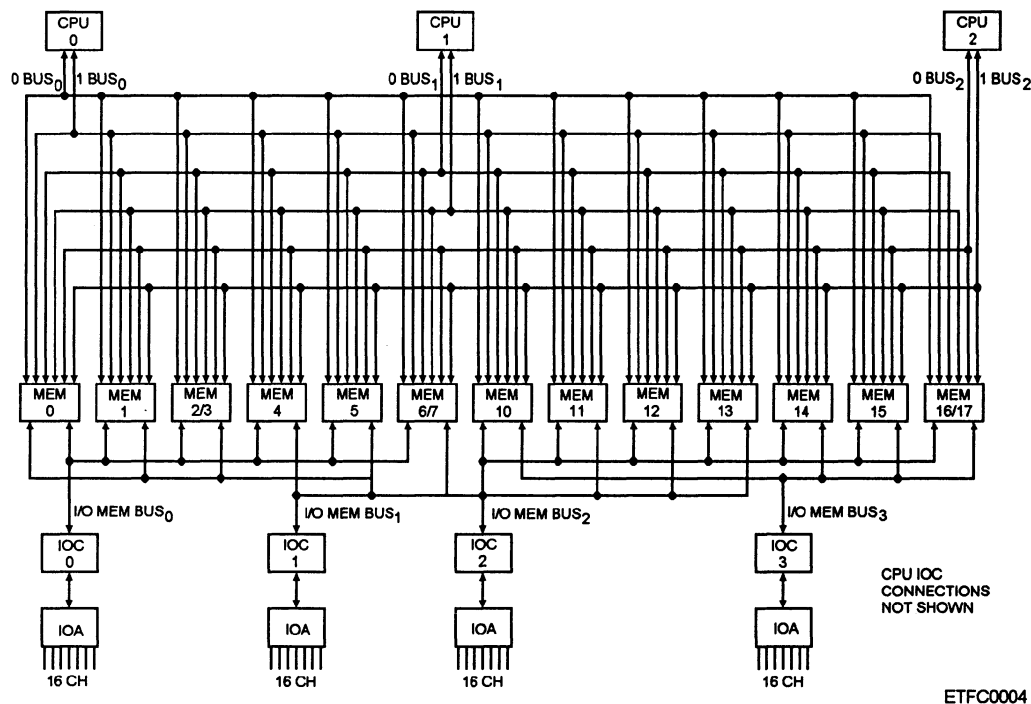 CPU 0
CPU 1
CPU 2
0 BUS0
1 BUS0
0 BUS1
1 BUS1
0 BUS2
1 BUS2
MEM 0
MEM 1
MEM 2/3
MEM 4
MEM 5
MEM 6/7
MEM 10
MEM 11
MEM 12
MEM 13
MEM 14
MEM 15
MEM 16/17
I/O MEM BUS0
I/O MEM BUS1
I/O MEM BUS2
I/O MEM BUS3
IOC 0
IOC 1
IOC 2
IOC 3
CPU IOC
CONNECTIONS
NOT SHOWN
IOA
IOA
IOA
IOA
16 CH
16 CH
16 CH
16 CH
ETFC0004